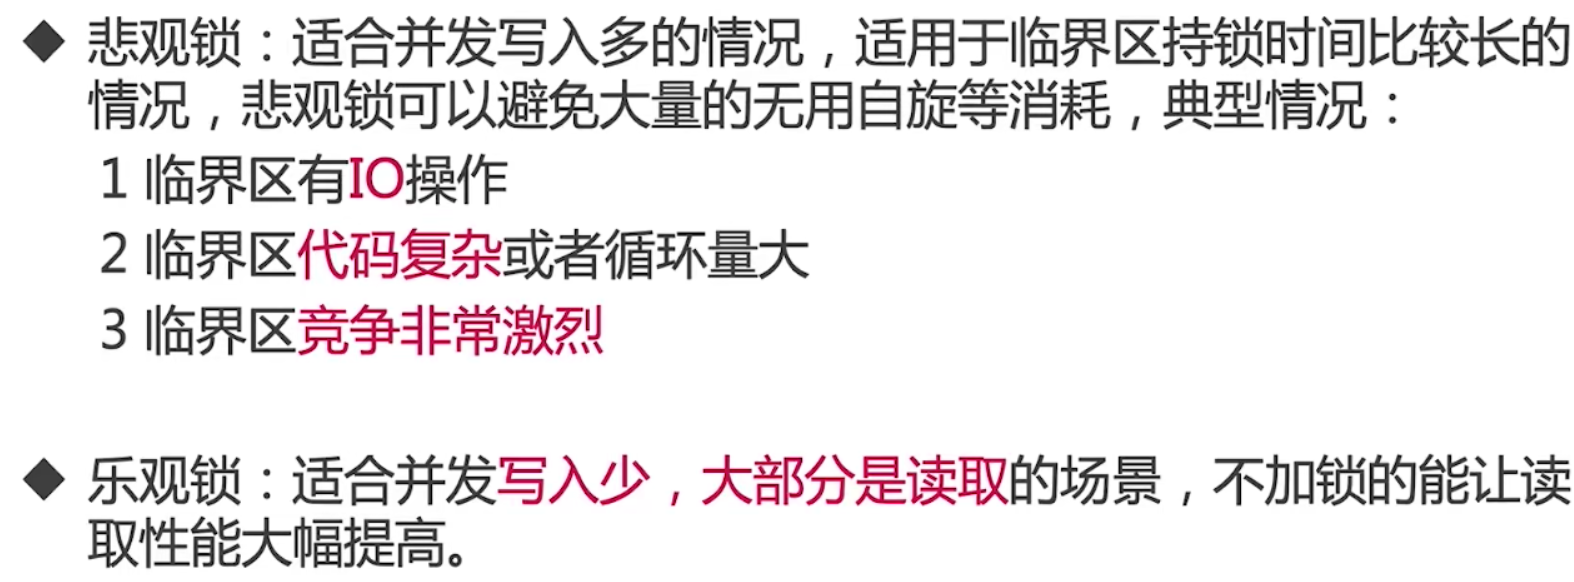 ◆ 悲观锁：适合并发写入多的情况，适用于临界区持锁时间比较长的
情况，悲观锁可以避免大量的无用自旋等消耗，典型情况：
1 临界区有IO操作
2 临界区代码复杂或者循环量大
3 临界区竞争非常激烈
◆ 乐观锁：适合并发写入少，大部分是读取的场景，不加锁的能让读
取性能大幅提高。